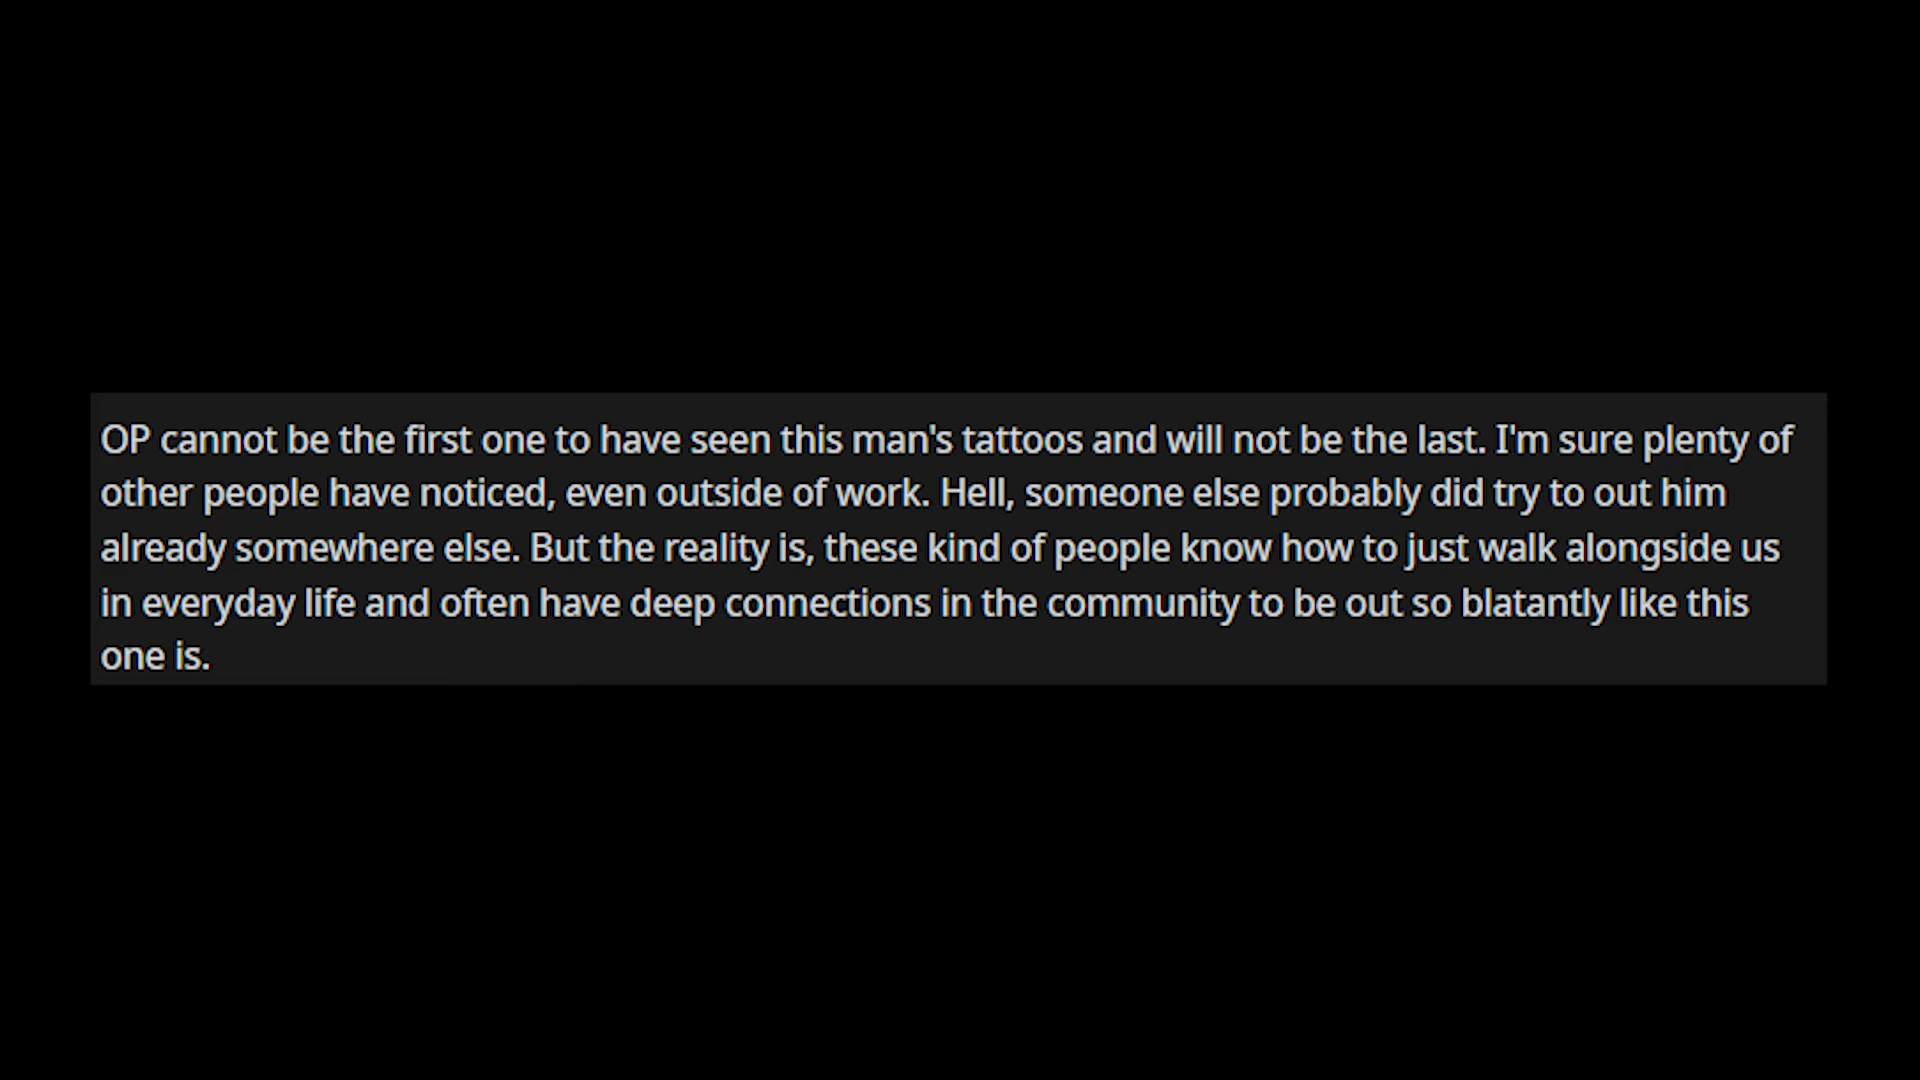 OP cannot be the first one to have seen this man's tattoos and will not be the last. I'm sure plenty of
other people have noticed, even outside of work. Hell, someone else probably did try to out him
already somewhere else. But the reality is, these kind of people know how to just walk alongside us
in everyday life and often have deep connections in the community to be out so blatantly like this
one is.